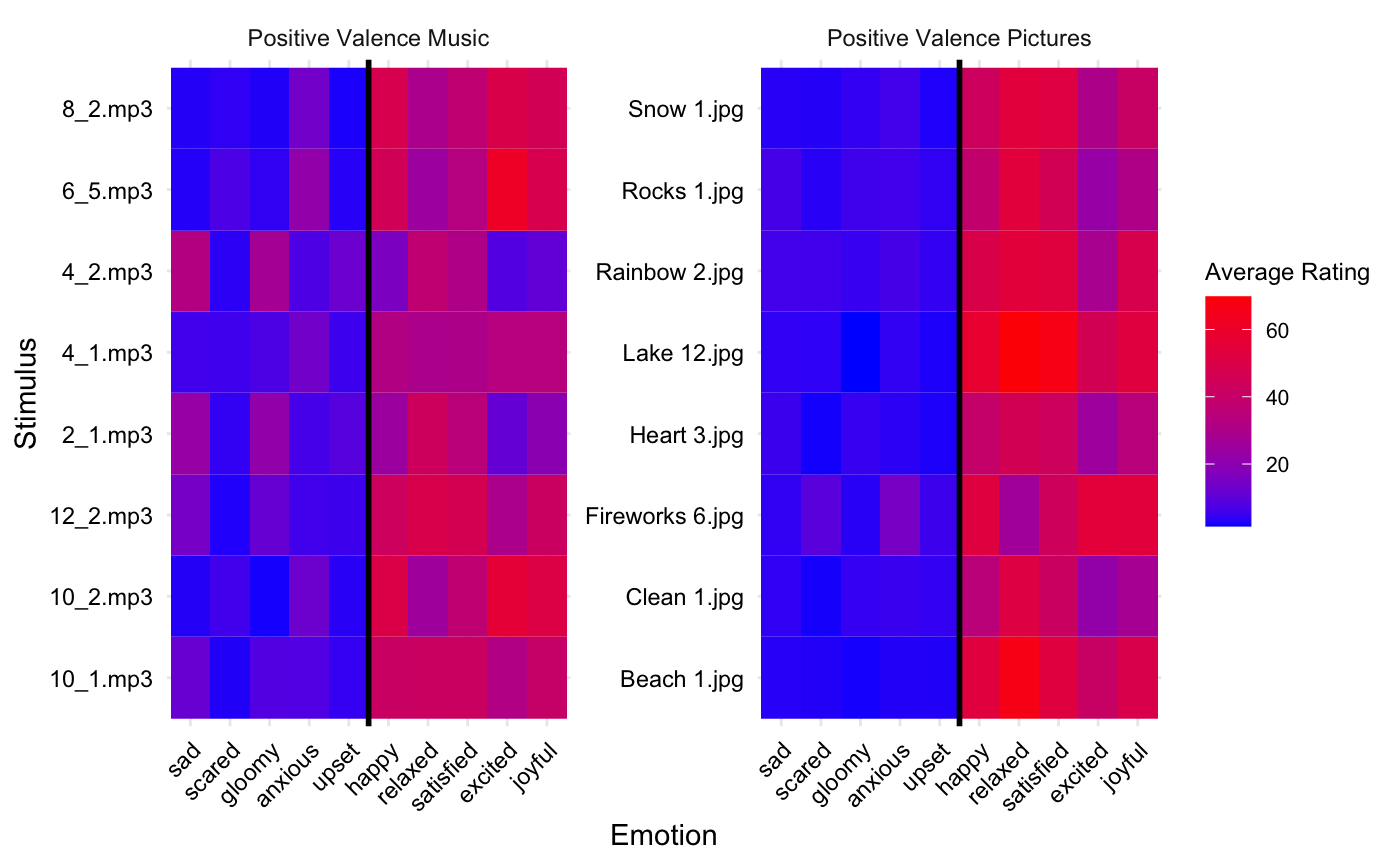 Positive Valence Music
Positive Valence Pictures
Stimulus
8_2.mp3
6_5.mp3
4_2.mp3
4_1.mp3
2_1.mp3
12_2.mp3
10_2.mp3
10_1.mp3
Snow 1.jpg
Rocks 1.jpg
Rainbow 2.jpg
Lake 12.jpg
Heart 3.jpg
Fireworks 6.jpg
Clean 1.jpg
Beach 1.jpg
sad
scared
gloomy
anxious
upset
happy
relaxed
satisfied
excited
joyful
sad
scared
gloomy
anxious
upset
happy
relaxed
satisfied
excited
joyful
Emotion
Average Rating
60
40
20